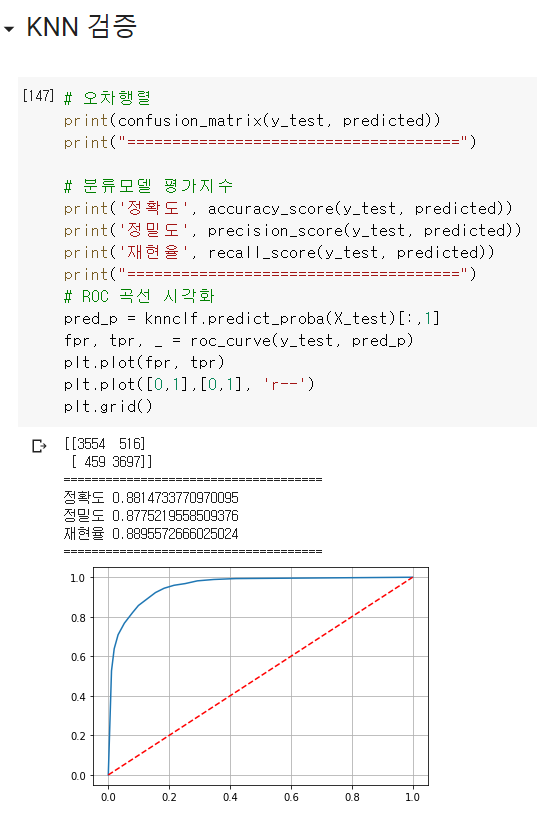 KNN 검증
[147] # 오차행렬
print(confusion_matrix(y_test, predicted))
print("=====================================")
# 분류모델 평가지수
print('정확도', accuracy_score(y_test, predicted))
print('정밀도', precision_score(y_test, predicted))
print('재현율', recall_score(y_test, predicted))
print("=====================================")
# ROC 곡선 시각화
pred_p = knnclf.predict_proba(X_test)[:,1]
fpr, tpr, _ = roc_curve(y_test, pred_p)
plt.plot(fpr, tpr)
plt.plot([0,1],[0,1], 'r--')
plt.grid()
[[3554  516]
 [ 459 3697]]
=====================================
정확도 0.8814733770970095
정밀도 0.8775219558509376
재현율 0.8895572666025024
=====================================
1.0
0.8
0.6
0.4
0.2
0.0
0.0 0.2 0.4 0.6 0.8 1.0